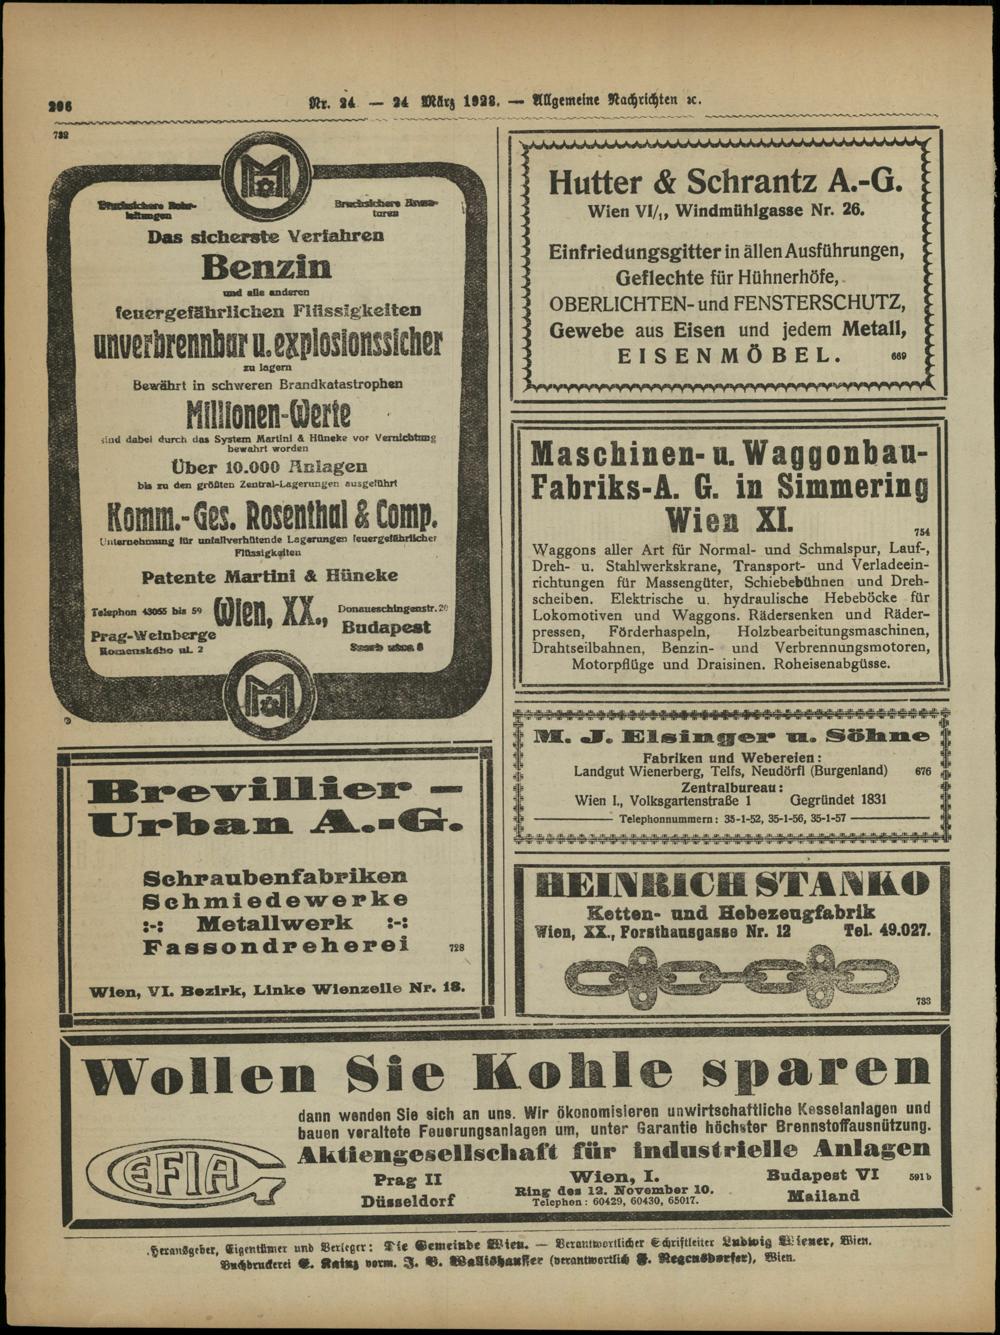 296
Nr. 24 — 24 März 1923. — Allgemeine Nachrichten ꝛc.
732
Bruchsichere Rohr-
leitungen
Bruchsichere Arma-
turen
Das sicherste Verfahren
Benzin
und alle anderen
feuergefährlichen Flüssigkeiten
unverbrennbar u. explosionssicher
zu lagern
Bewährt in schweren Brandkatastrophen
Millionen-Werte
sind dabei durch das System Martini & Hüneke vor Vernichtung
bewahrt worden
Über 10.000 Anlagen
bis zu den größten Zentral-Lagerungen ausgeführt
Komm.-Ges. Rosenthal & Comp.
Unternehmung für unfallverhütende Lagerungen feuergefährlicher
Flüssigkeiten
Patente Martini & Hüneke
Telephon 43055 bis 59 Wien, XX., Donaueschingenstr. 20
Prag-Weinberge
Budapest
Romenského ul. 2
utca 8
Brevillier –
Urban A.-G.
Schraubenfabriken
Schmiedewerke
:-: Metallwerk :-:
Fassondreherei 728
Wien, VI. Bezirk, Linke Wienzeile Nr. 18.
Hutter & Schrantz A.-G.
Wien VI/1, Windmühlgasse Nr. 26.
Einfriedungsgitter in ällen Ausführungen,
Geflechte für Hühnerhöfe,
OBERLICHTEN- und FENSTERSCHUTZ,
Gewebe aus Eisen und jedem Metall,
EISENMÖBEL. 669
Maschinen- u. Waggonbau-
Fabriks-A. G. in Simmering
Wien XI. 754
Waggons aller Art für Normal- und Schmalspur, Lauf-,
Dreh- u. Stahlwerkskrane, Transport- und Verladeein-
richtungen für Massengüter, Schiebebühnen und Dreh-
scheiben. Elektrische u. hydraulische Hebeböcke für
Lokomotiven und Waggons. Rädersenken und Räder-
pressen, Förderhaspeln, Holzbearbeitungsmaschinen,
Drahtseilbahnen, Benzin- und Verbrennungsmotoren,
Motorpflüge und Draisinen. Roheisenabgüsse.
M. J. Elsinger u. Söhne
Fabriken und Webereien:
Landgut Wienerberg, Telfs, Neudörfl (Burgenland) 676
Zentralbureau:
Wien I., Volksgartenstraße 1 Gegründet 1831
Telephonnummern: 35-1-52, 35-1-56, 35-1-57
HEINRICH STANKO
Ketten- und Hebezeugfabrik
Wien, XX., Forsthausgasse Nr. 12 Tel. 49.027.
733
Wollen Sie Kohle sparen
dann wenden Sie sich an uns. Wir ökonomisieren unwirtschaftliche Kesselanlagen und
bauen veraltete Feuerungsanlagen um, unter Garantie höchster Brennstoffausnützung.
Aktiengesellschaft für industrielle Anlagen
EFIA
Prag II Wien, I. Budapest VI 591 b
Düsseldorf Ring des 12. November 10. Mailand
Telephon: 60429, 60430, 65017.
Herausgeber, Eigentümer und Verleger: Die Gemeinde Wien. — Verantwortlicher Schriftleiter Ludwig Wiener, Wien.
Buchdruckerei E. Kainz vorm. J. B. Wallishausser (verantwortlich F. Regensdorfer), Wien.